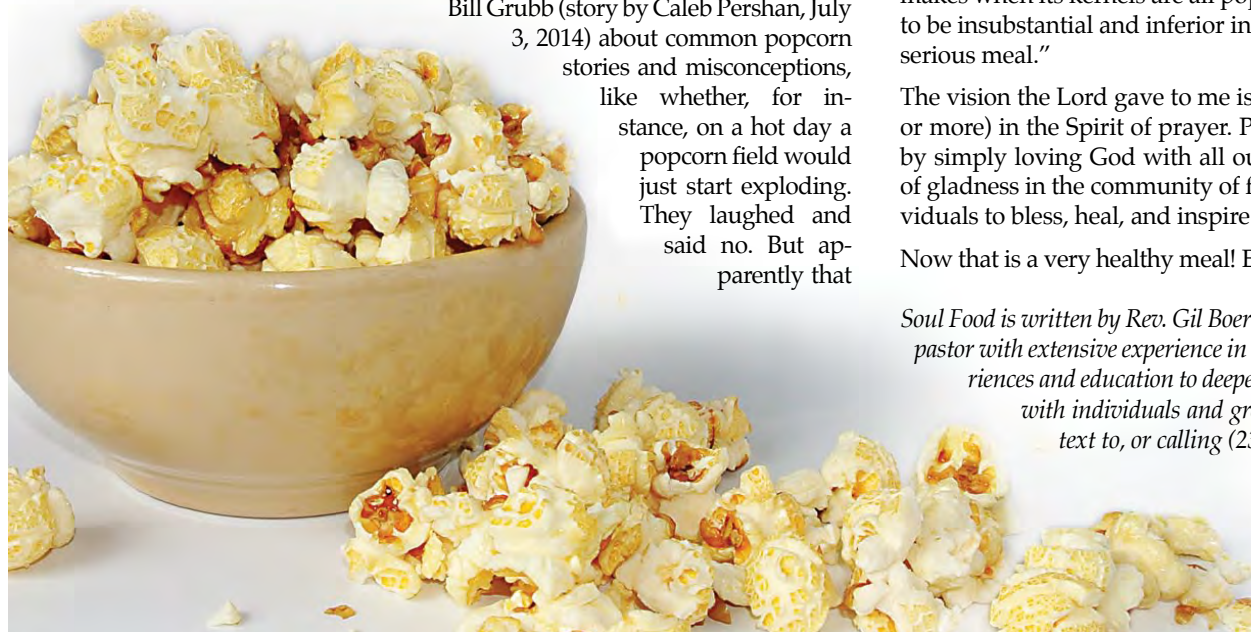 Bill Grubb (story by Caleb Pershan, July
3, 2014) about common popcorn
stories and misconceptions,
like whether, for in-
stance, on a hot day a
popcorn field would
just start exploding.
They laughed and
said no. But ap-
parently that
makes when its kernels are all
to be insubstantial and inferior in
serious meal.”
The vision the Lord gave to me is
or more) in the Spirit of prayer.
by simply loving God with all
of gladness in the community of
viduals to bless, heal, and inspire
Now that is a very healthy meal!
Soul Food is written by Rev. Gil
pastor with extensive experience in
riences and education to
with individuals and
text to, or calling